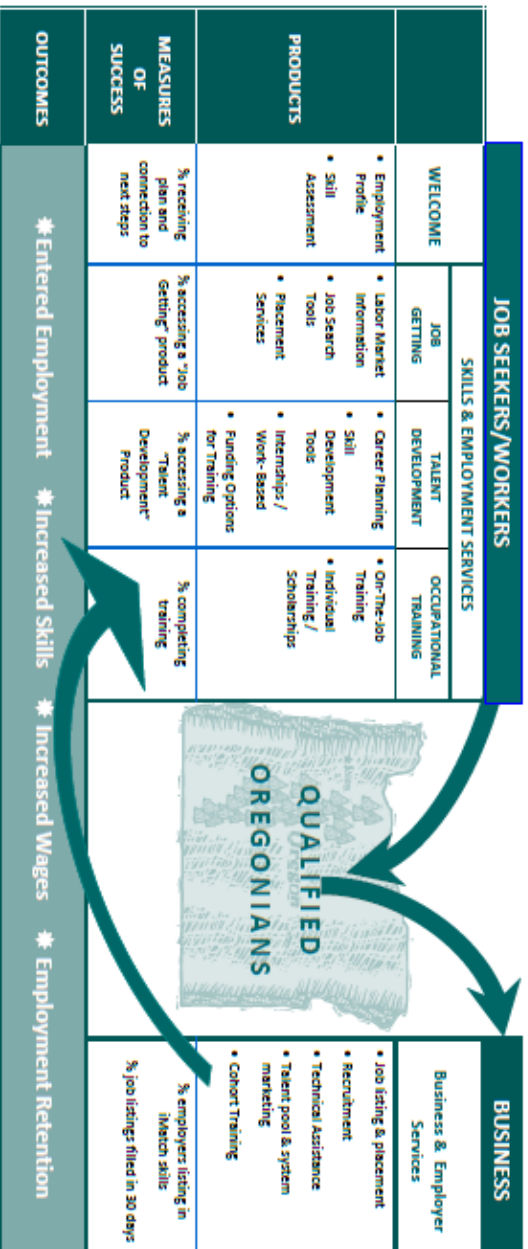 JOB SEEKERS/WORKERS
BUSINESS
WELCOME
SKILLS & EMPLOYMENT SERVICES
JOB
GETTING
TALENT
DEVELOPMENT
OCCUPATIONAL
TRAINING
Business & Employer
Services
PRODUCTS
• Employment
Profile
• Skill
Assessment
• Labor Market
Information
• Job Search
Tools
• Placement
Services
• Career Planning
• Skill
Development
Tools
• Internships /
Work- Based
• Funding Options
for Training
• On-The-Job
Training
• Individual
Training /
Scholarships
QUALIFIED
Oregon
OREGONIANS
• Job listing & placement
• Recruitment
• Technical Assistance
• Talent pool & system
marketing
• Cohort Training
MEASURES
OF
SUCCESS
% receiving
plan and
connection to
next steps
% accessing a "Job
Getting" product
% accessing a
"Talent
Development"
Product
% completing
training
% employers listing in
iMatch skills
% job listings filled in 30 days
OUTCOMES
✷ Entered Employment ✷ Increased Skills ✷ Increased Wages ✷ Employment Retention